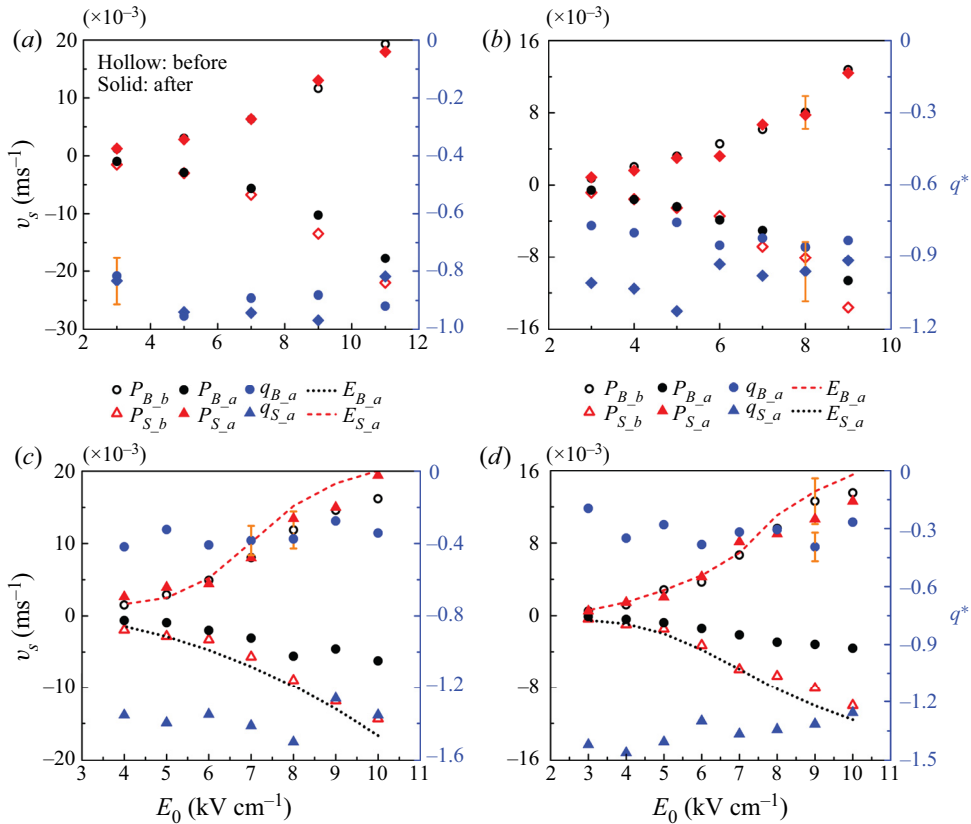 (×10⁻³) (×10⁻³)
(a) 20 0 (b) 16 0
Hollow: before
Solid: after
10 −0.2 8 −0.3
0 −0.4 0 −0.6
v_s (ms⁻¹) v_s (ms⁻¹) q*
−10 −0.6
−20 −0.8 −8 −0.9
−30 −1.0 −16 −1.2
2 4 6 8 10 12 2 4 6 8 10
P_B_b P_B_a q_B_a E_B_a P_B_b P_B_a q_B_a E_B_a
P_S_b P_S_a q_S_a E_S_a P_S_b P_S_a q_S_a E_S_a
(×10⁻³) (×10⁻³)
(c) 20 0 (d) 16 0
10 −0.4 8 −0.3
−0.6
v_s (ms⁻¹) 0 −0.8 v_s (ms⁻¹) 0 q*
−0.9
−10 −1.2 −8 −1.2
−20 −1.6 −16 −1.5
3 4 5 6 7 8 9 10 11 2 3 4 5 6 7 8 9 10 11
E₀ (kV cm⁻¹) E₀ (kV cm⁻¹)